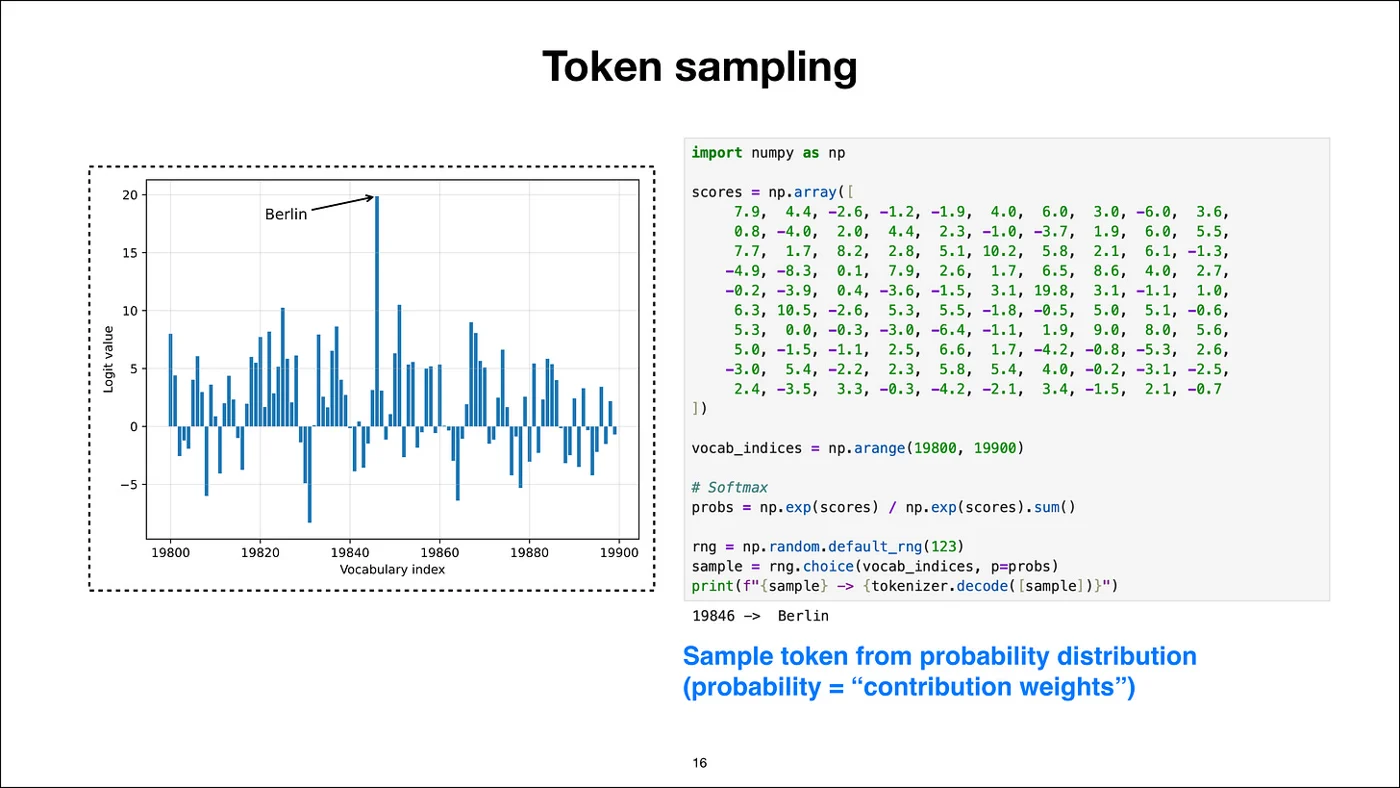 Token sampling
20
15
10
5
0
−5
Logit value
Berlin
19800 19820 19840 19860 19880 19900
Vocabulary index
import numpy as np
scores = np.array([
7.9, 4.4, −2.6, −1.2, −1.9, 4.0, 6.0, 3.0, −6.0, 3.6,
0.8, −4.0, 2.0, 4.4, 2.3, −1.0, −3.7, 1.9, 6.0, 5.5,
7.7, 1.7, 8.2, 2.8, 5.1, 10.2, 5.8, 2.1, 6.1, −1.3,
−4.9, −8.3, 0.1, 7.9, 2.6, 1.7, 6.5, 8.6, 4.0, 2.7,
−0.2, −3.9, 0.4, −3.6, −1.5, 3.1, 19.8, 3.1, −1.1, 1.0,
6.3, 10.5, −2.6, 5.3, 5.5, −1.8, −0.5, 5.0, 5.1, −0.6,
5.3, 0.0, −0.3, −3.0, −6.4, −1.1, 1.9, 9.0, 8.0, 5.6,
5.0, −1.5, −1.1, 2.5, 6.6, 1.7, −4.2, −0.8, −5.3, 2.6,
−3.0, 5.4, −2.2, 2.3, 5.8, 5.4, 4.0, −0.2, −3.1, −2.5,
2.4, −3.5, 3.3, −0.3, −4.2, −2.1, 3.4, −1.5, 2.1, −0.7
])
vocab_indices = np.arange(19800, 19900)
# Softmax
probs = np.exp(scores) / np.exp(scores).sum()
rng = np.random.default_rng(123)
sample = rng.choice(vocab_indices, p=probs)
print(f"{sample} -> {tokenizer.decode([sample])}")
19846 -> Berlin
Sample token from probability distribution
(probability = “contribution weights”)
16